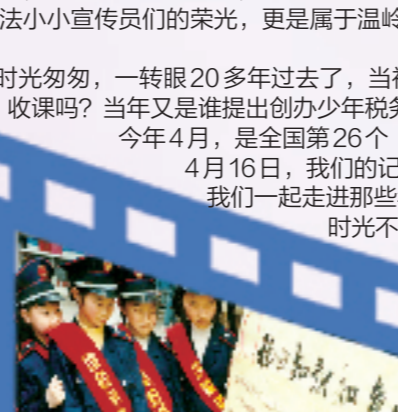 法小小宣传员们的荣光，更是属于温岭
时光匆匆，一转眼20多年过去了，当
收课吗？当年又是谁提出创办少年税务
今年4月，是全国第26个
4月16日，我们的记
我们一起走进那些
时光不